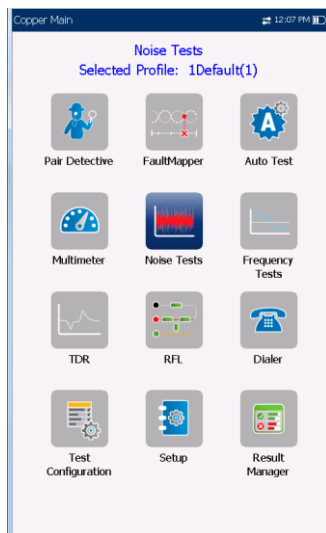 Copper Main 12:07 PM
Noise Tests
Selected Profile: 1Default(1)
Pair Detective FaultMapper Auto Test
A
Multimeter Noise Tests Frequency
Tests
TDR RFL Dialer
Test
Configuration Setup Result
Manager